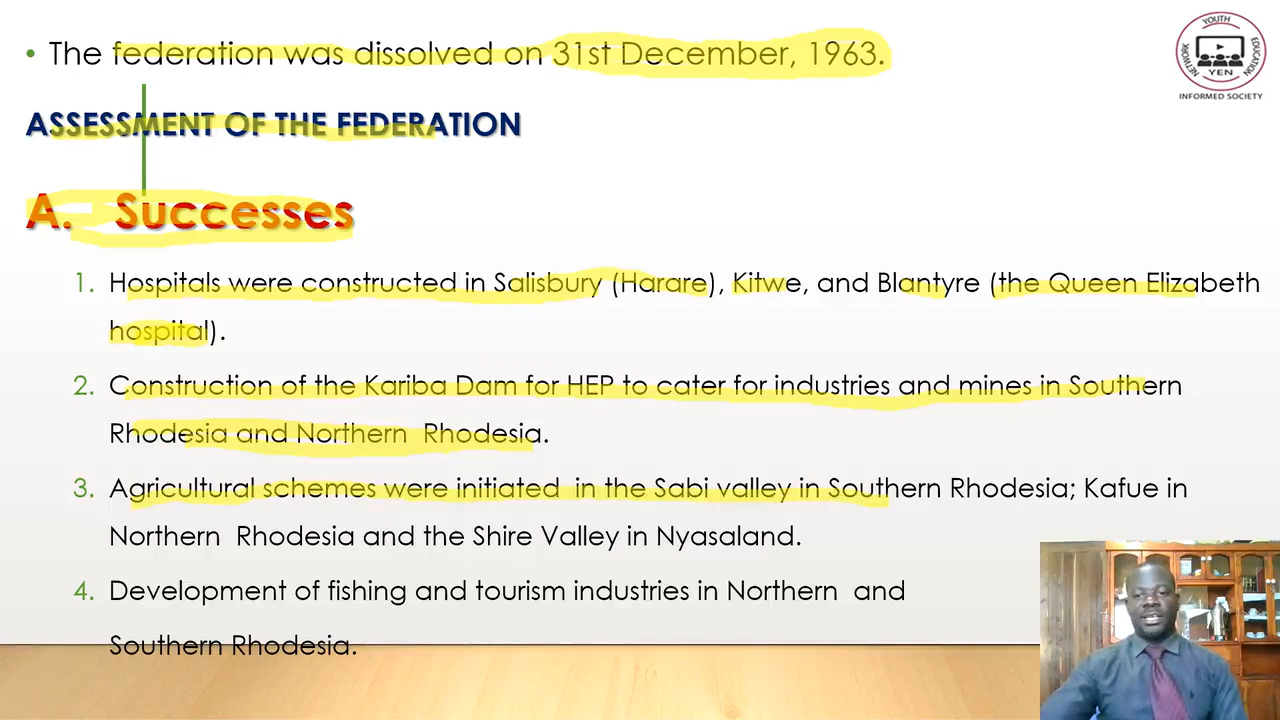 • The federation was dissolved on 31st December, 1963.
YOUTH
EDUCATION
NETWORK
YEN
INFORMED SOCIETY
ASSESSMENT OF THE FEDERATION
A. Successes
1. Hospitals were constructed in Salisbury (Harare), Kitwe, and Blantyre (the Queen Elizabeth
hospital).
2. Construction of the Kariba Dam for HEP to cater for industries and mines in Southern
Rhodesia and Northern Rhodesia.
3. Agricultural schemes were initiated in the Sabi valley in Southern Rhodesia; Kafue in
Northern Rhodesia and the Shire Valley in Nyasaland.
4. Development of fishing and tourism industries in Northern and
Southern Rhodesia.